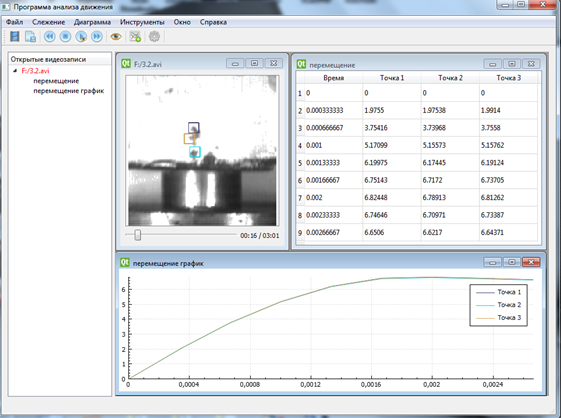 Программа анализа движения
Файл Слежение Диаграмма Инструменты Окно Справка
Открытые видеозаписи
F:/3.2.avi
перемещение
перемещение график
Qt F:/3.2.avi
00:16 / 03:01
Qt перемещение
Время Точка 1 Точка 2 Точка 3
1 0 0 0 0
2 0.000333333 1.9755 1.97538 1.9914
3 0.000666667 3.75416 3.73968 3.7558
4 0.001 5.17099 5.15573 5.15762
5 0.00133333 6.19975 6.17445 6.19124
6 0.00166667 6.75143 6.7172 6.73705
7 0.002 6.82448 6.78913 6.81262
8 0.00233333 6.74646 6.70971 6.73387
9 0.00266667 6.6506 6.6217 6.64371
Qt перемещение график
6
5
4
3
2
1
0
Точка 1
Точка 2
Точка 3
0 0,0004 0,0008 0,0012 0,0016 0,002 0,0024